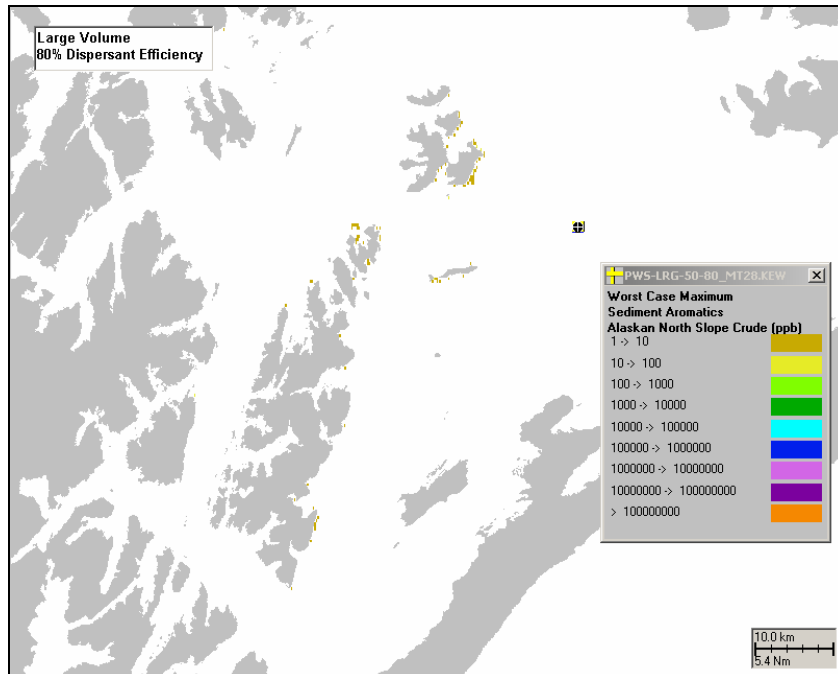 Large Volume
80% Dispersant Efficiency
PWS-LRG-50-80_MT28.KEW
Worst Case Maximum
Sediment Aromatics
Alaskan North Slope Crude (ppb)
1 -> 10
10 -> 100
100 -> 1000
1000 -> 10000
10000 -> 100000
100000 -> 1000000
1000000 -> 10000000
10000000 -> 100000000
> 100000000
10.0 km
5.4 Nm